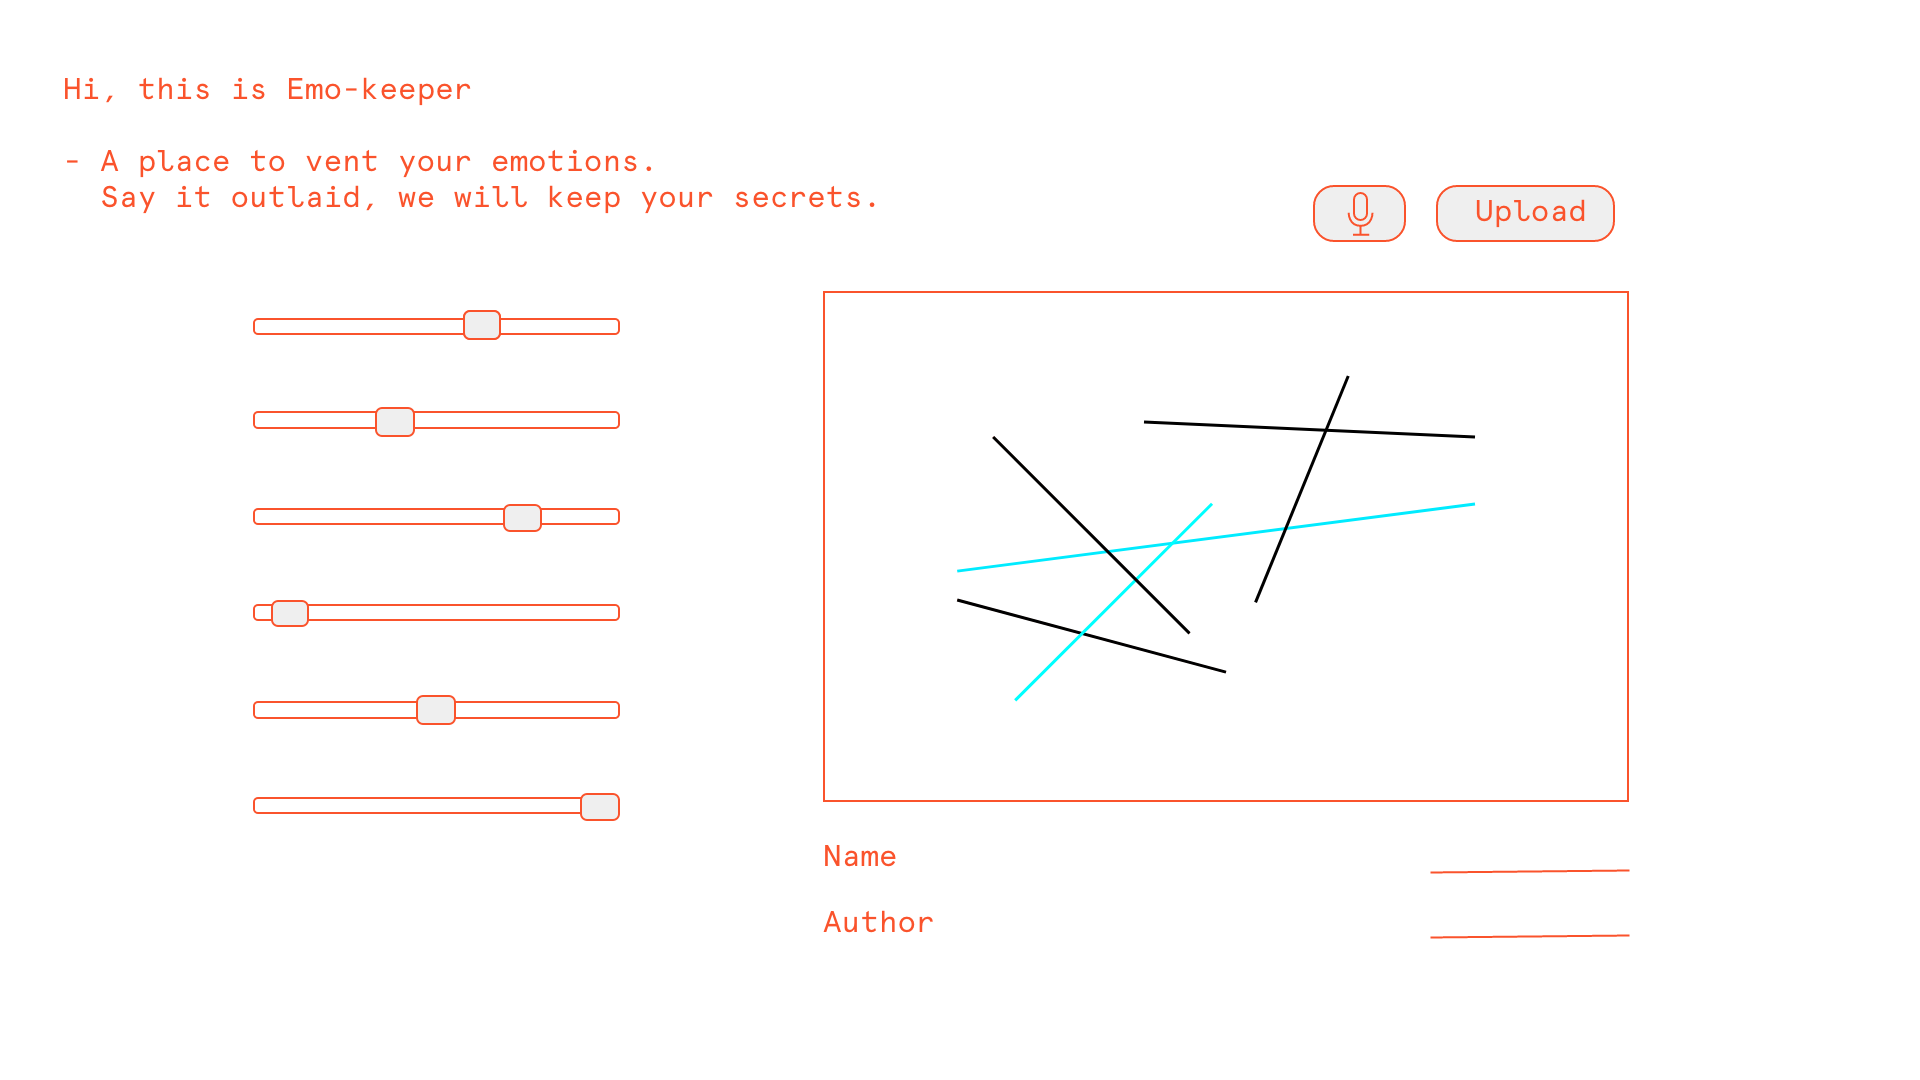 Hi, this is Emo-keeper
- A place to vent your emotions.
Say it outlaid, we will keep your secrets.
Upload
Name
Author